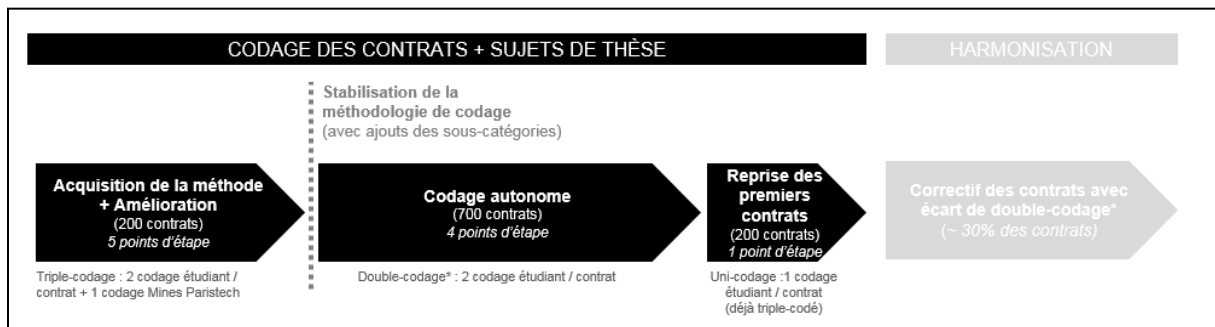 CODAGE DES CONTRATS + SUJETS DE THÈSE
HARMONISATION
Stabilisation de la
méthodologie de codage
(avec ajouts des sous-catégories)
Acquisition de la méthode
+ Amélioration
(200 contrats)
5 points d'étape
Codage autonome
(700 contrats)
4 points d'étape
Reprise des
premiers
contrats
(200 contrats)
1 point d'étape
Correctif des contrats avec
écart de double-codage*
(~ 30% des contrats)
Triple-codage : 2 codage étudiant /
contrat + 1 codage Mines Paristech
Double-codage* : 2 codage étudiant / contrat
Uni-codage :1 codage
étudiant / contrat
(déjà triple-codé)